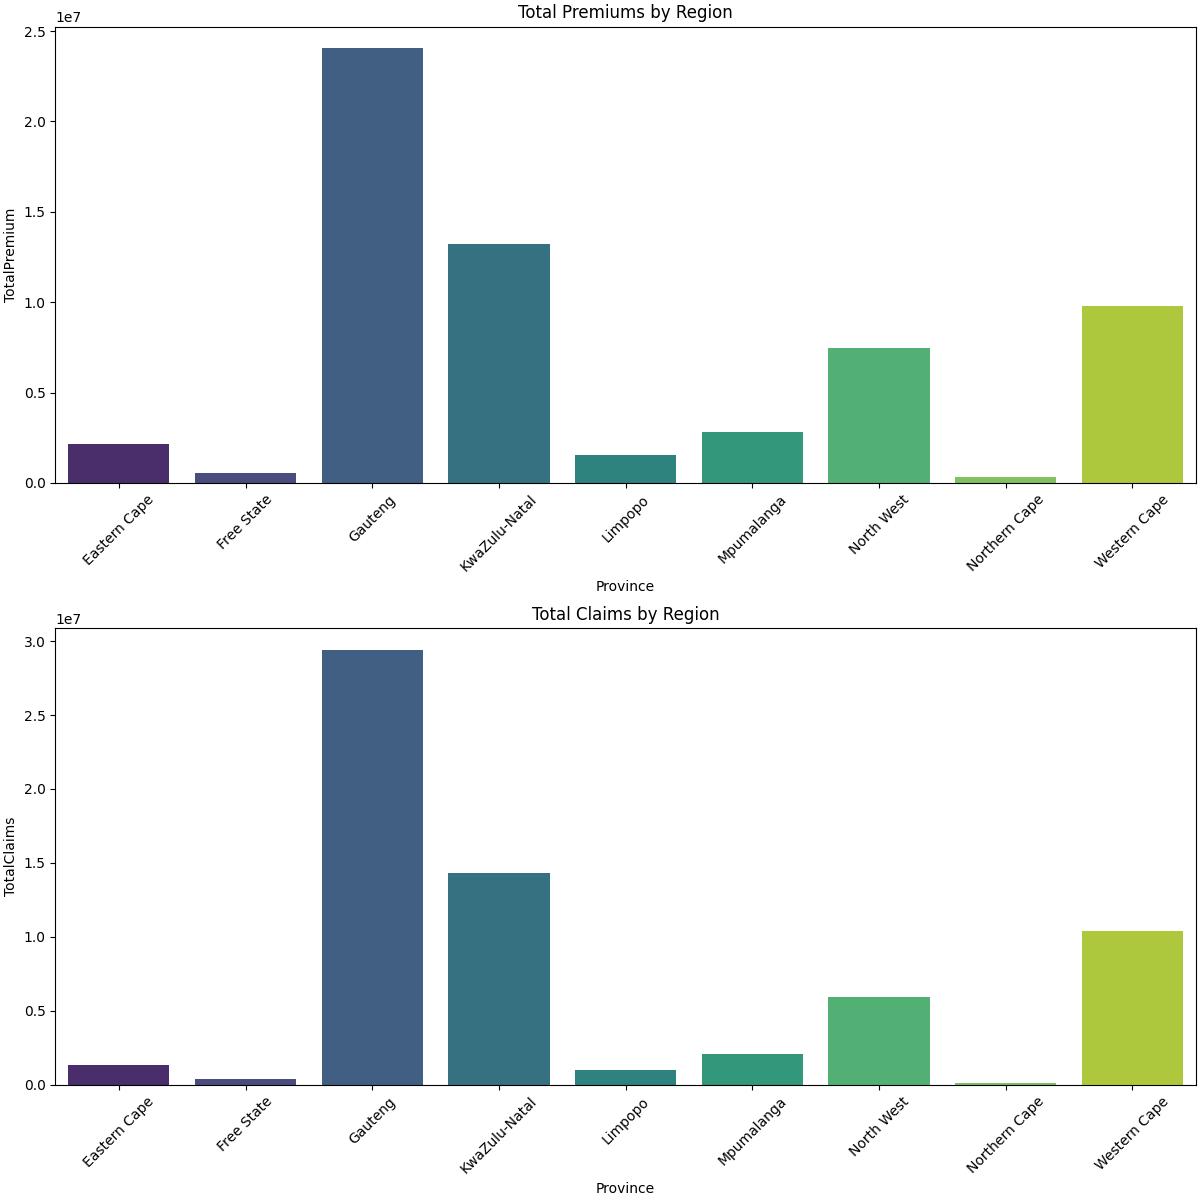 Total Premiums by Region
1e7
2.5
2.0
1.5
1.0
0.5
0.0
TotalPremium
Eastern Cape
Free State
Gauteng
KwaZulu-Natal
Limpopo
Mpumalanga
North West
Northern Cape
Western Cape
Province
Total Claims by Region
1e7
3.0
2.5
2.0
1.5
1.0
0.5
0.0
TotalClaims
Eastern Cape
Free State
Gauteng
KwaZulu-Natal
Limpopo
Mpumalanga
North West
Northern Cape
Western Cape
Province